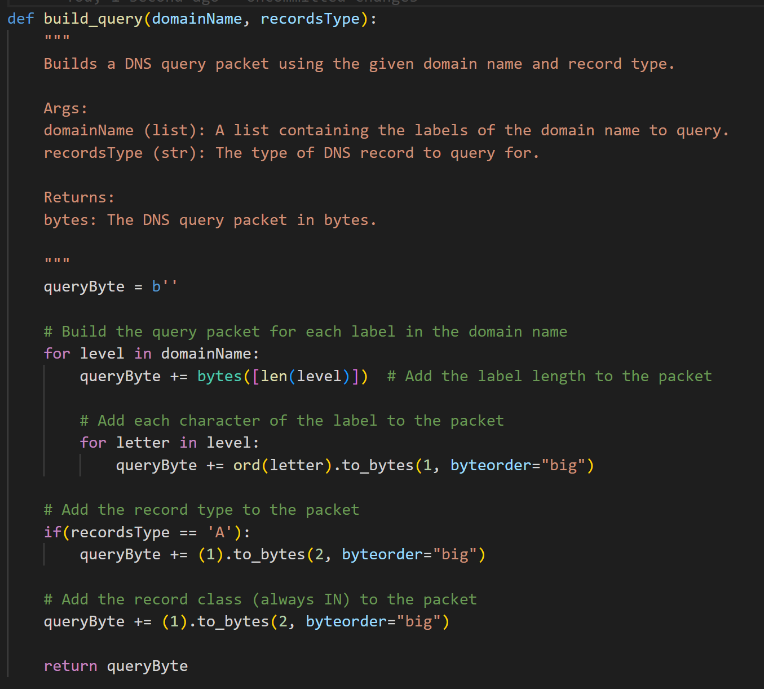 def build_query(domainName, recordsType):
"""
Builds a DNS query packet using the given domain name and record type.
Args:
domainName (list): A list containing the labels of the domain name to query.
recordsType (str): The type of DNS record to query for.
Returns:
bytes: The DNS query packet in bytes.
"""
queryByte = b''
# Build the query packet for each label in the domain name
for level in domainName:
queryByte += bytes([len(level)])  # Add the label length to the packet
# Add each character of the label to the packet
for letter in level:
queryByte += ord(letter).to_bytes(1, byteorder="big")
# Add the record type to the packet
if(recordsType == 'A'):
queryByte += (1).to_bytes(2, byteorder="big")
# Add the record class (always IN) to the packet
queryByte += (1).to_bytes(2, byteorder="big")
return queryByte